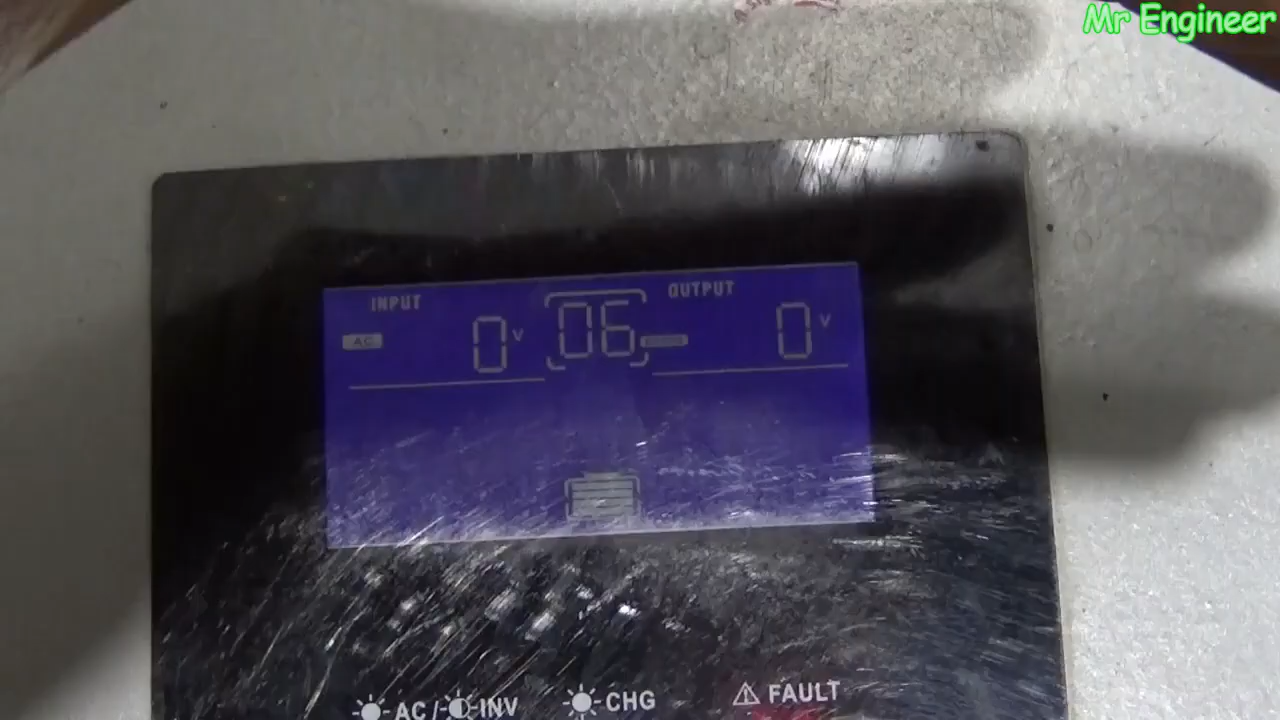 Mr Engineer
INPUT
OUTPUT
AC
0 V
06
0 V
AC/ INV
CHG
FAULT